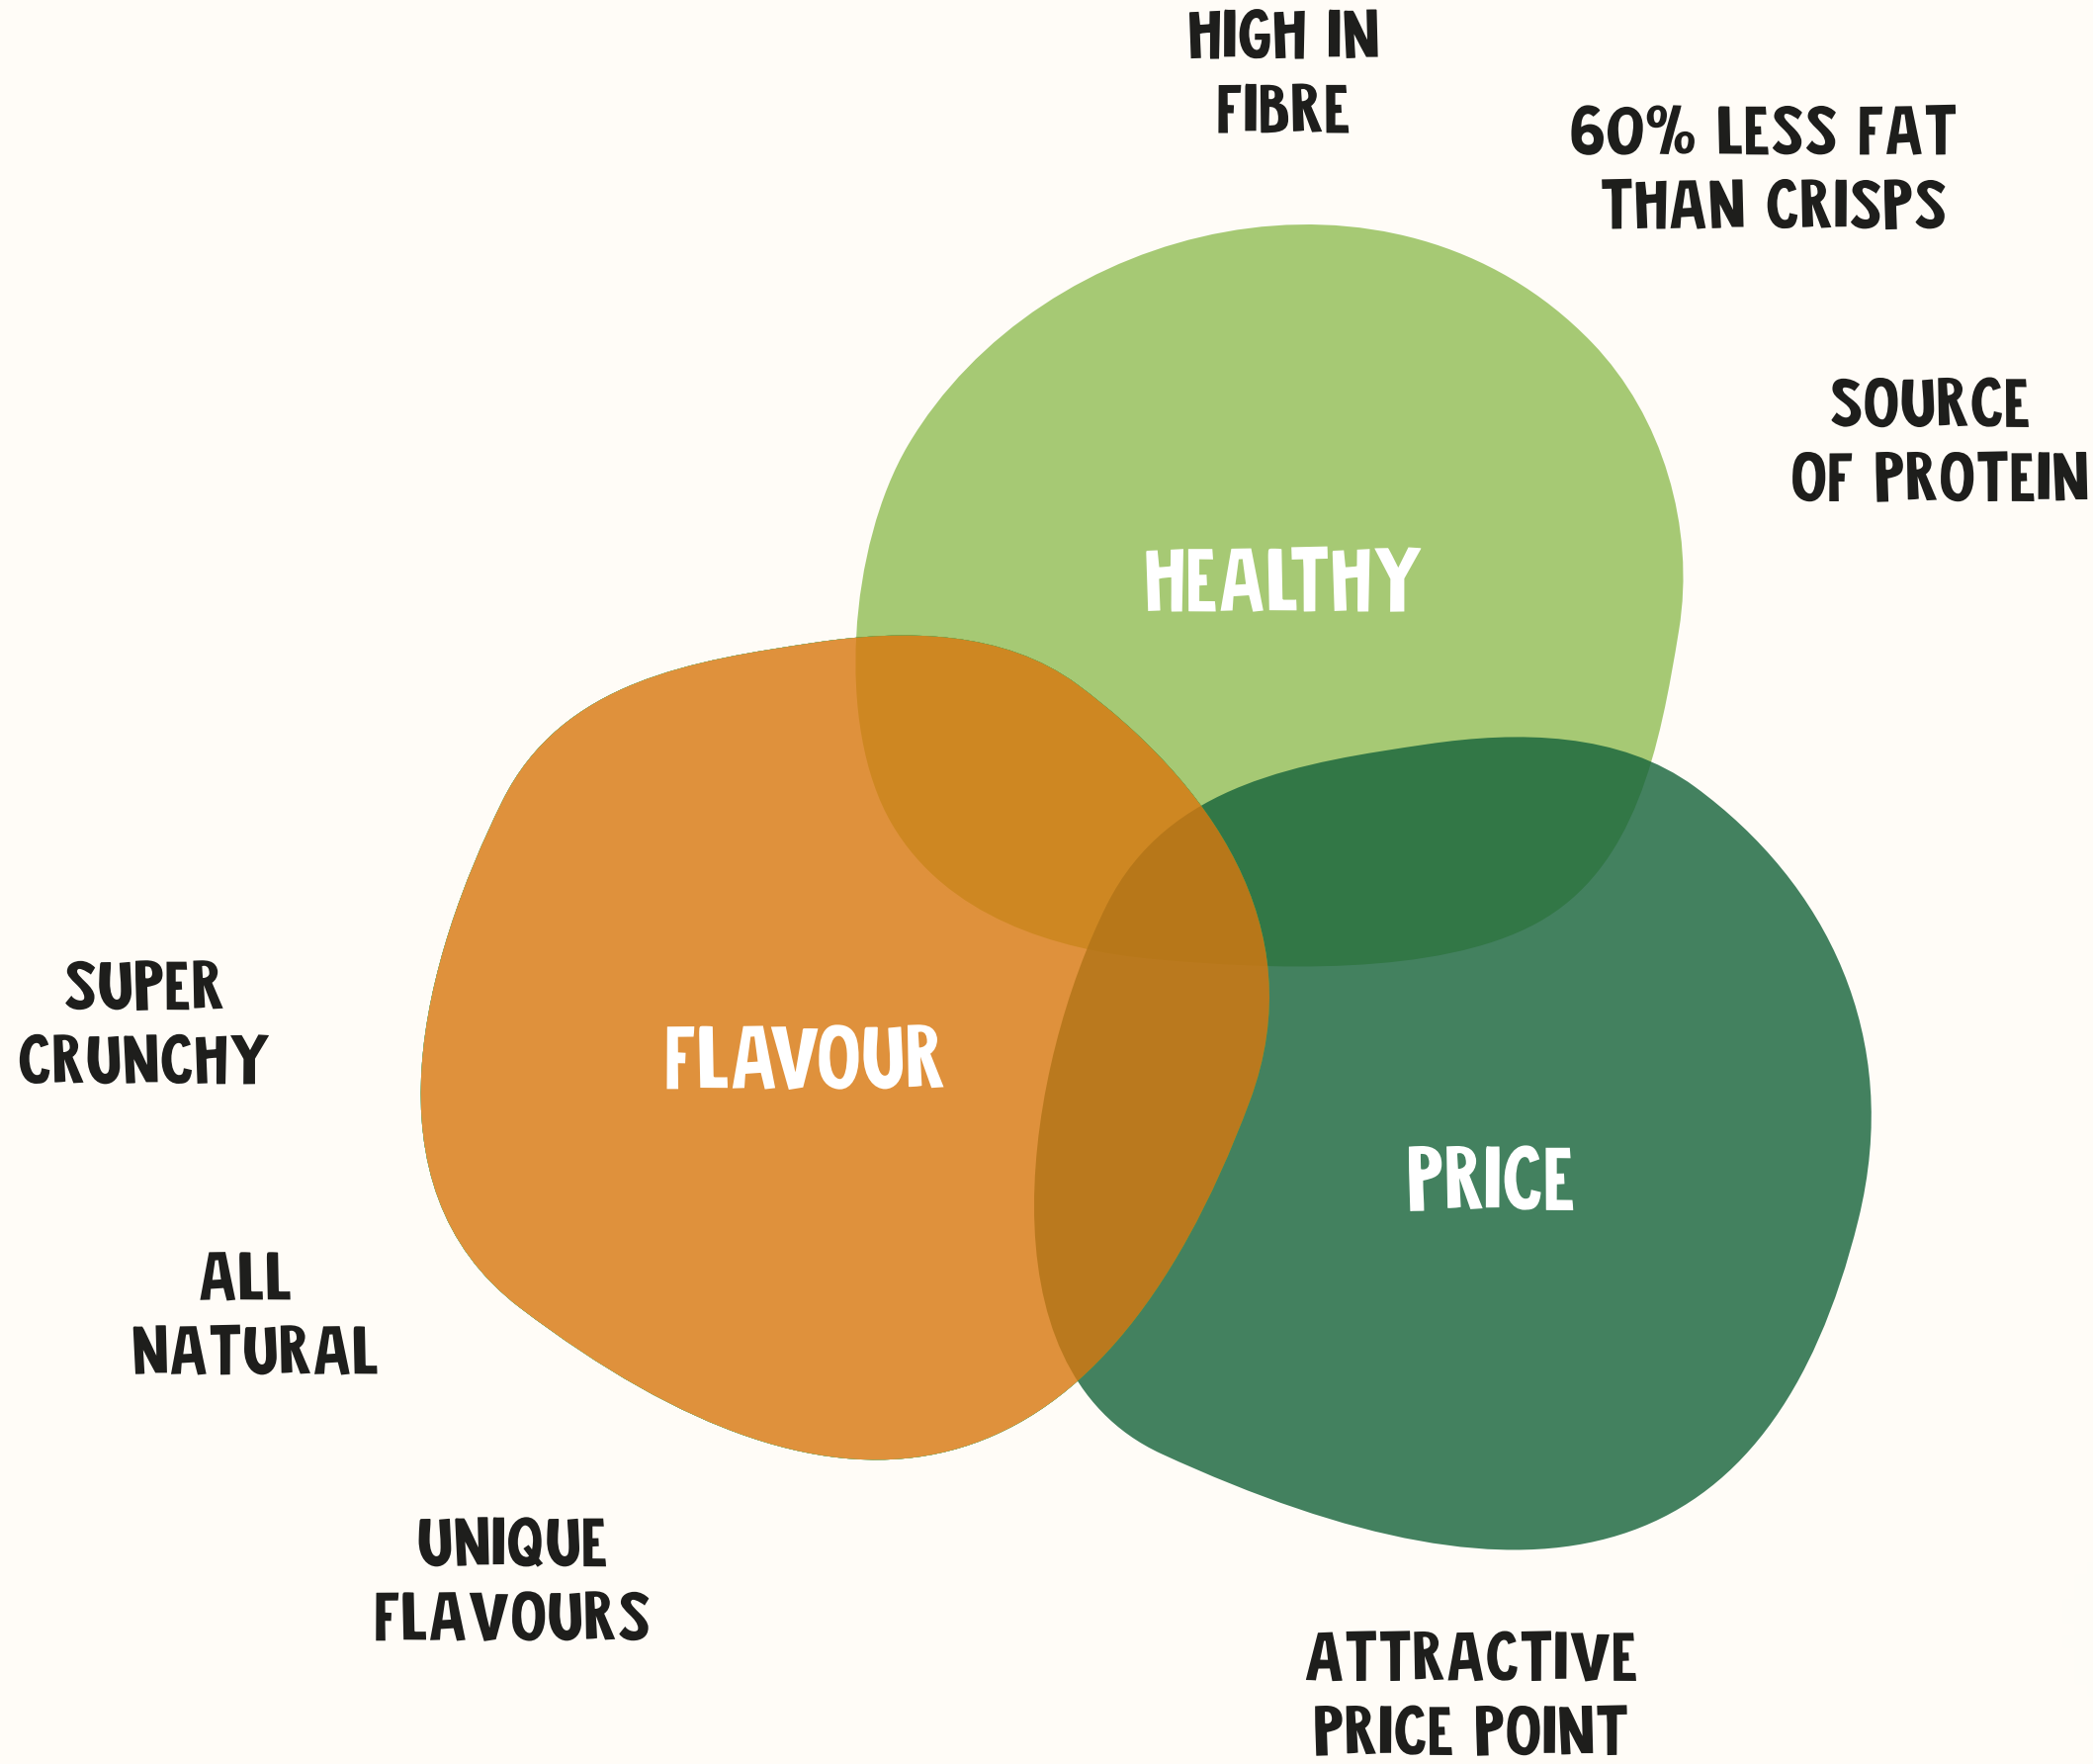 HIGH IN
FIBRE
60% LESS FAT
THAN CRISPS
SOURCE
OF PROTEIN
HEALTHY
SUPER
CRUNCHY
FLAVOUR
PRICE
ALL
NATURAL
UNIQUE
FLAVOURS
ATTRACTIVE
PRICE POINT